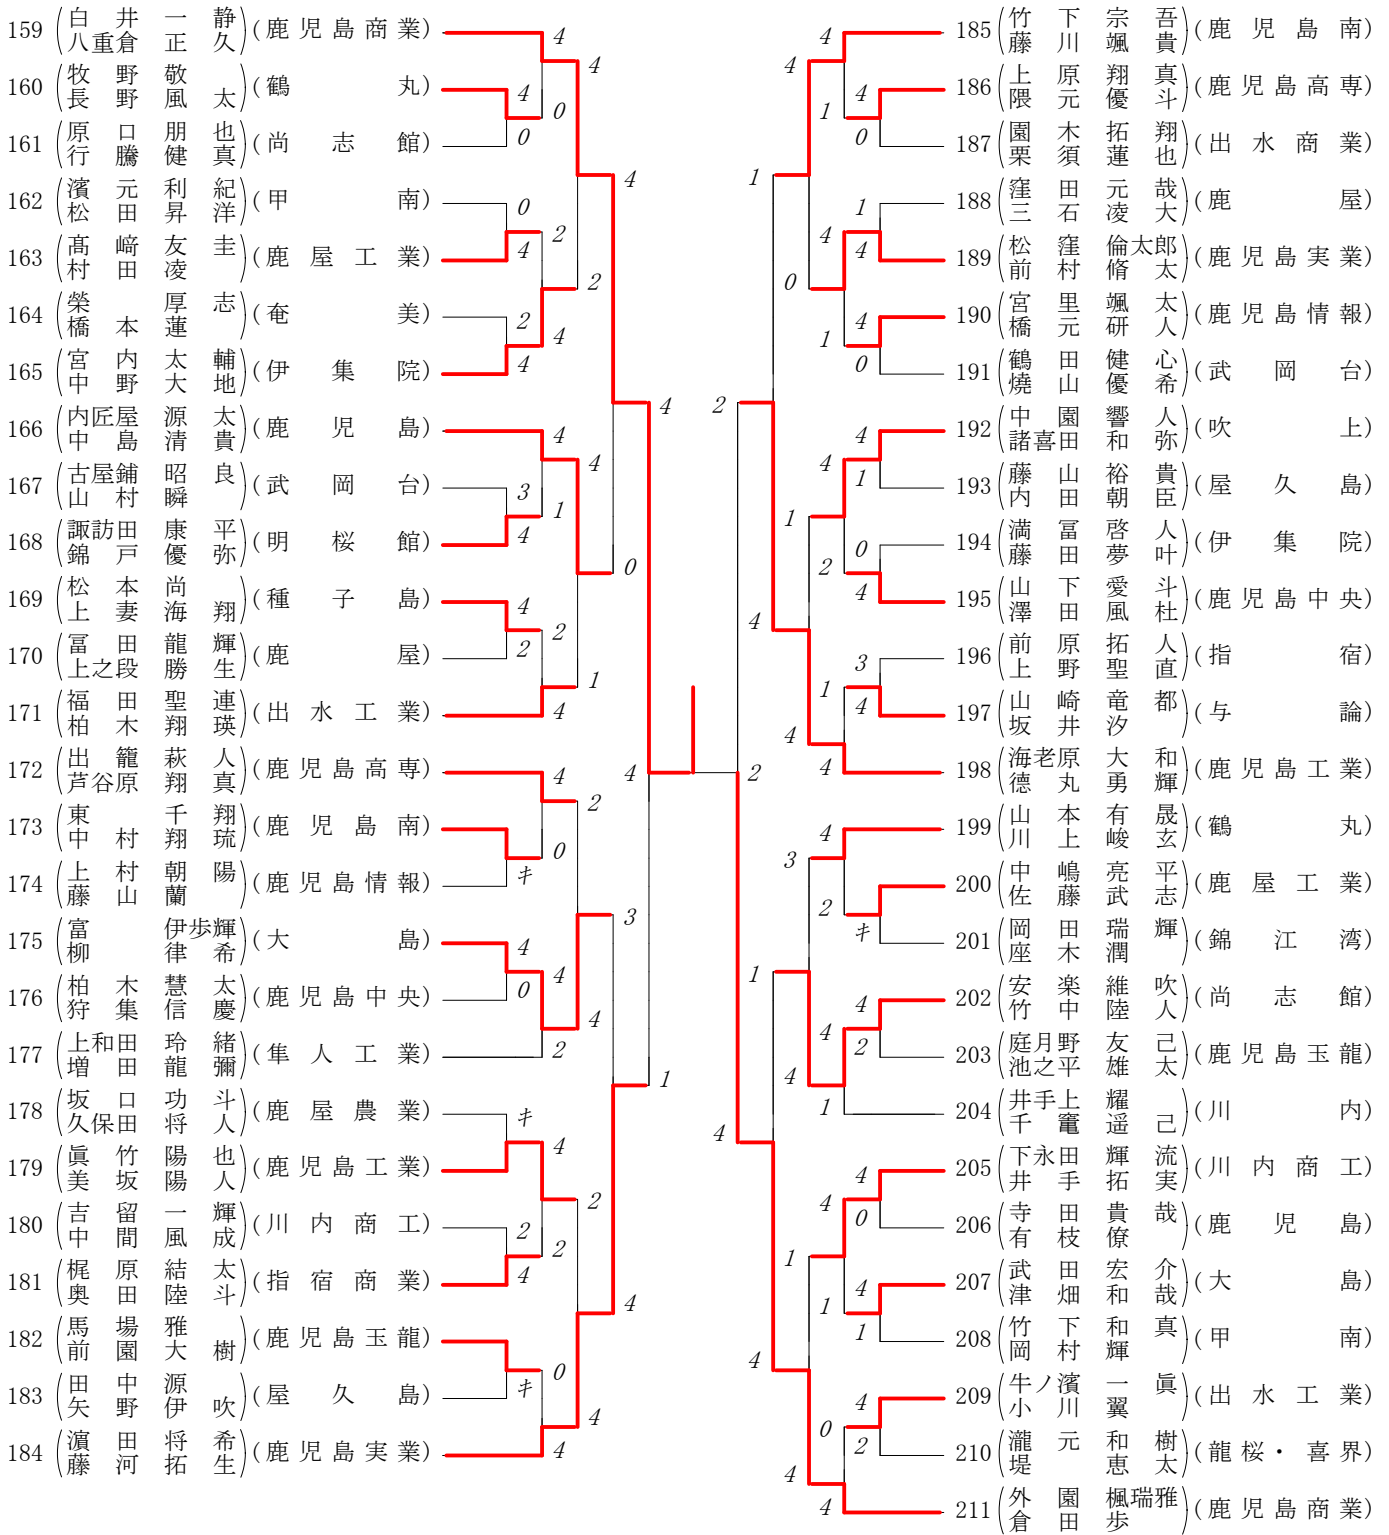 159 白井一静 八重倉正久 (鹿児島商業)
160 牧野敬 長野風太 (鶴丸)
161 原口朋也 行騰健真 (尚志館)
162 濱元利紀 松田昇洋 (甲南)
163 髙﨑友圭 村田凌 (鹿屋工業)
164 榮厚志 橋本蓮 (奄美)
165 宮内太輔 中野大地 (伊集院)
166 内匠屋源太 中島清貴 (鹿児島)
167 古屋鋪昭良 山村瞬 (武岡台)
168 諏訪田康平 錦戸優弥 (明桜館)
169 松本尚 上妻海翔 (種子島)
170 冨田龍輝 上之段勝生 (鹿屋)
171 福田聖連 柏木翔瑛 (出水工業)
172 出籠萩人 芦谷原翔真 (鹿児島高専)
173 東千翔 中村翔琉 (鹿児島南)
174 上村朝陽 藤山蘭 (鹿児島情報)
175 富伊歩輝 柳律希 (大島)
176 柏木慧太 狩集信慶 (鹿児島中央)
177 上和田玲緒 増田龍彌 (隼人工業)
178 坂口功斗 久保田将人 (鹿屋農業)
179 眞竹陽也 美坂陽人 (鹿児島工業)
180 吉留一輝 中間風成 (川内商工)
181 梶原結太 奥田陸斗 (指宿商業)
182 馬場雅 前園大樹 (鹿児島玉龍)
183 田中源 矢野伊吹 (屋久島)
184 濵田将希 藤河拓生 (鹿児島実業)
4 4 4 0 0 4 0 2 4 2 2 4 4 4
4 4 3 1 4 0 4 2 2 1 4
4 4 2 0 キ 3 4 4 0 4 2 1
キ 4 2 2 2 4 4 0 キ 4 4
185 竹下宗吾 藤川颯貴 (鹿児島南)
186 上原翔真 隈元優斗 (鹿児島高専)
187 園木拓翔 栗須蓮也 (出水商業)
188 窪田元哉 三石凌大 (鹿屋)
189 松窪倫太郎 前村脩太 (鹿児島実業)
190 宮里颯太 橋元研人 (鹿児島情報)
191 鶴田健心 燒山優希 (武岡台)
192 中園響人 諸喜田和弥 (吹上)
193 藤山裕貴 内田朝臣 (屋久島)
194 満冨啓人 藤田夢叶 (伊集院)
195 山下愛斗 澤田風杜 (鹿児島中央)
196 前原拓人 上野聖直 (指宿)
197 山崎竜都 坂井汐 (与論)
198 海老原大和 德丸勇輝 (鹿児島工業)
199 山本有晟 川上峻玄 (鶴丸)
200 中嶋亮平 佐藤武志 (鹿屋工業)
201 岡田瑞輝 座木潤 (錦江湾)
202 安楽維吹 竹中陸人 (尚志館)
203 庭月野友己 池之平雄太 (鹿児島玉龍)
204 井手上耀 千竃遥己 (川内)
205 下永田輝流 井手拓実 (川内商工)
206 寺田貴哉 有枝僚 (鹿児島)
207 武田宏介 津畑和哉 (大島)
208 竹下和真 岡村輝 (甲南)
209 牛ノ濱一眞 小川翼 (出水工業)
210 瀧元和樹 堤恵太 (龍桜・喜界)
211 外園楓瑞雅 倉田歩 (鹿児島商業)
4 4 4 1 0 1 1 4 4 0 4 1 0
2 4 4 1 1 0 2 4 4 3 1 4 4 4
2 4 3 2 キ 1 4 4 2 4 1
4 4 4 0 1 4 1 1 4 4 0 2 4 4